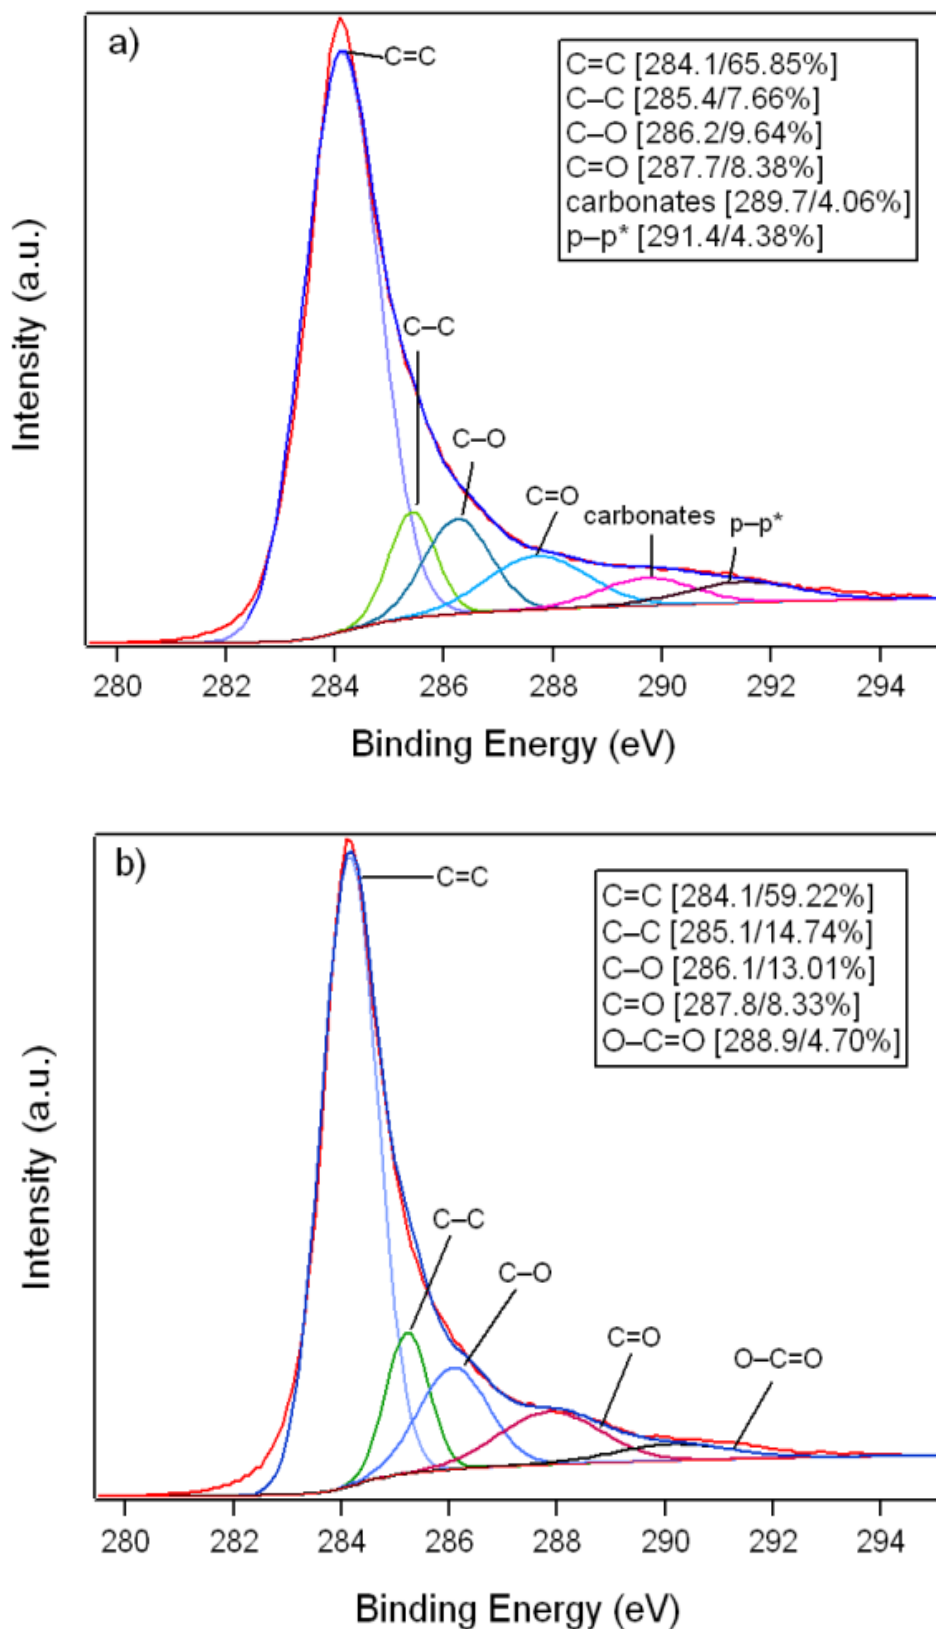 a)
C=C
C=C [284.1/65.85%]
C–C [285.4/7.66%]
C–O [286.2/9.64%]
C=O [287.7/8.38%]
carbonates [289.7/4.06%]
p–p* [291.4/4.38%]
C–C
C–O
C=O
carbonates
p–p*
Intensity (a.u.)
280 282 284 286 288 290 292 294
Binding Energy (eV)
b)
C=C
C=C [284.1/59.22%]
C–C [285.1/14.74%]
C–O [286.1/13.01%]
C=O [287.8/8.33%]
O–C=O [288.9/4.70%]
C–C
C–O
C=O
O–C=O
Intensity (a.u.)
280 282 284 286 288 290 292 294
Binding Energy (eV)